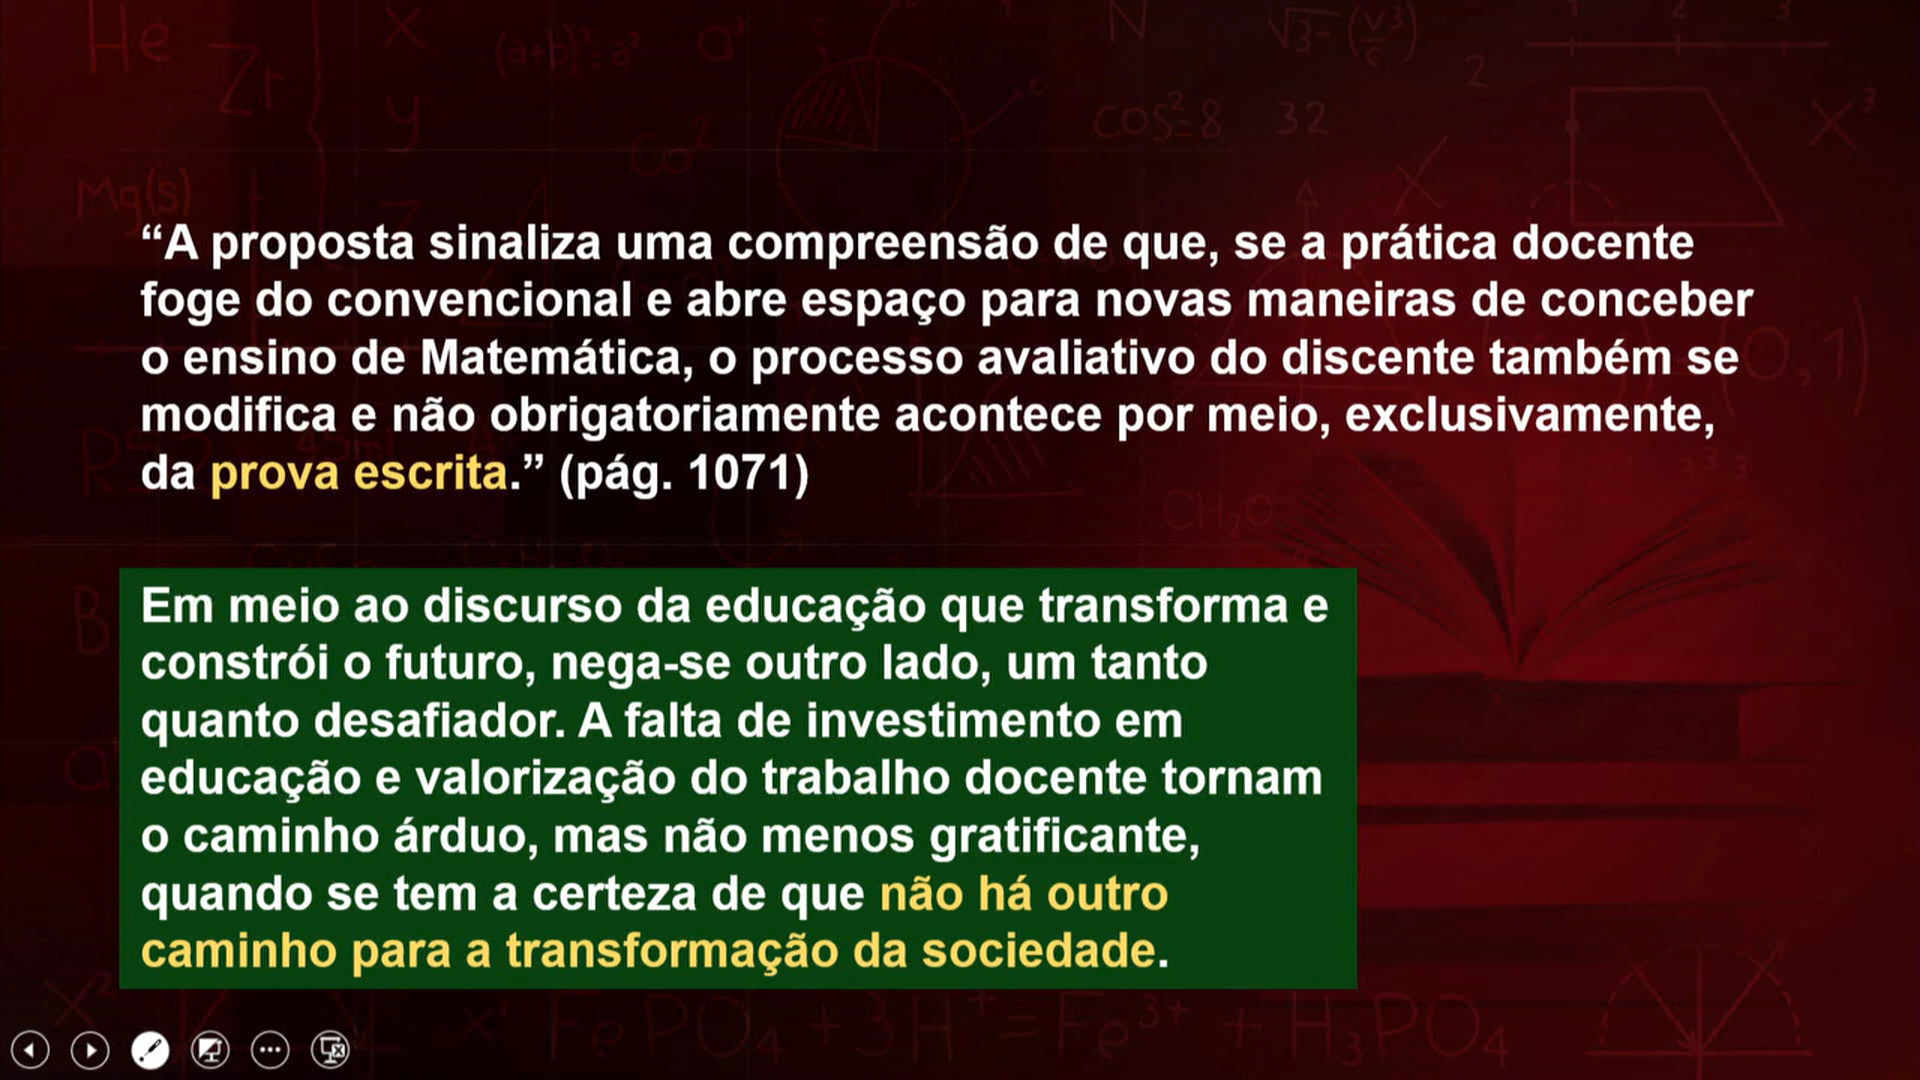 “A proposta sinaliza uma compreensão de que, se a prática docente
foge do convencional e abre espaço para novas maneiras de conceber
o ensino de Matemática, o processo avaliativo do discente também se
modifica e não obrigatoriamente acontece por meio, exclusivamente,
da prova escrita.” (pág. 1071)
Em meio ao discurso da educação que transforma e
constrói o futuro, nega-se outro lado, um tanto
quanto desafiador. A falta de investimento em
educação e valorização do trabalho docente tornam
o caminho árduo, mas não menos gratificante,
quando se tem a certeza de que não há outro
caminho para a transformação da sociedade.